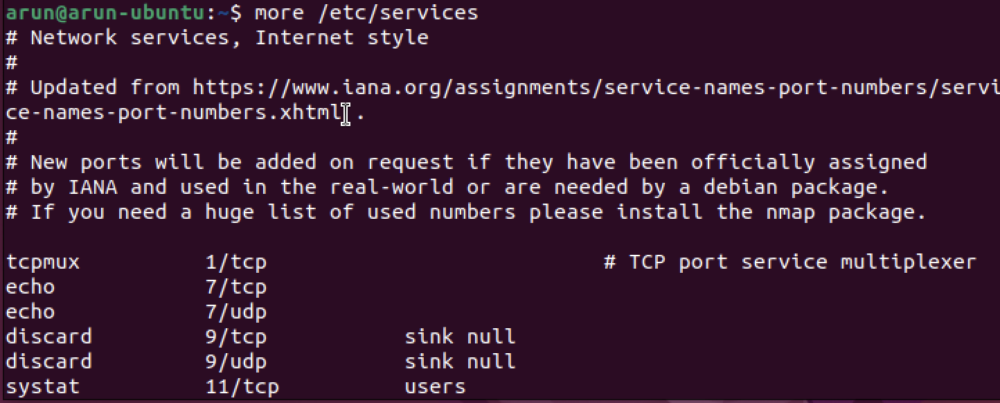 arun@arun-ubuntu:~$ more /etc/services
# Network services, Internet style
#
# Updated from https://www.iana.org/assignments/service-names-port-numbers/servi
ce-names-port-numbers.xhtml .
#
# New ports will be added on request if they have been officially assigned
# by IANA and used in the real-world or are needed by a debian package.
# If you need a huge list of used numbers please install the nmap package.
tcpmux 1/tcp # TCP port service multiplexer
echo 7/tcp
echo 7/udp
discard 9/tcp sink null
discard 9/udp sink null
systat 11/tcp users